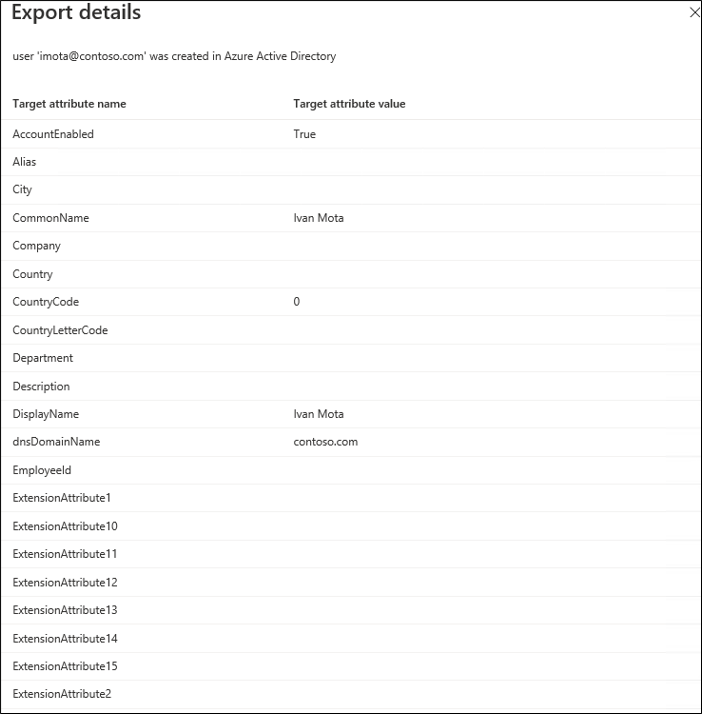 Export details
user 'imota@contoso.com' was created in Azure Active Directory
Target attribute name Target attribute value
AccountEnabled True
Alias
City
CommonName Ivan Mota
Company
Country
CountryCode 0
CountryLetterCode
Department
Description
DisplayName Ivan Mota
dnsDomainName contoso.com
EmployeeId
ExtensionAttribute1
ExtensionAttribute10
ExtensionAttribute11
ExtensionAttribute12
ExtensionAttribute13
ExtensionAttribute14
ExtensionAttribute15
ExtensionAttribute2